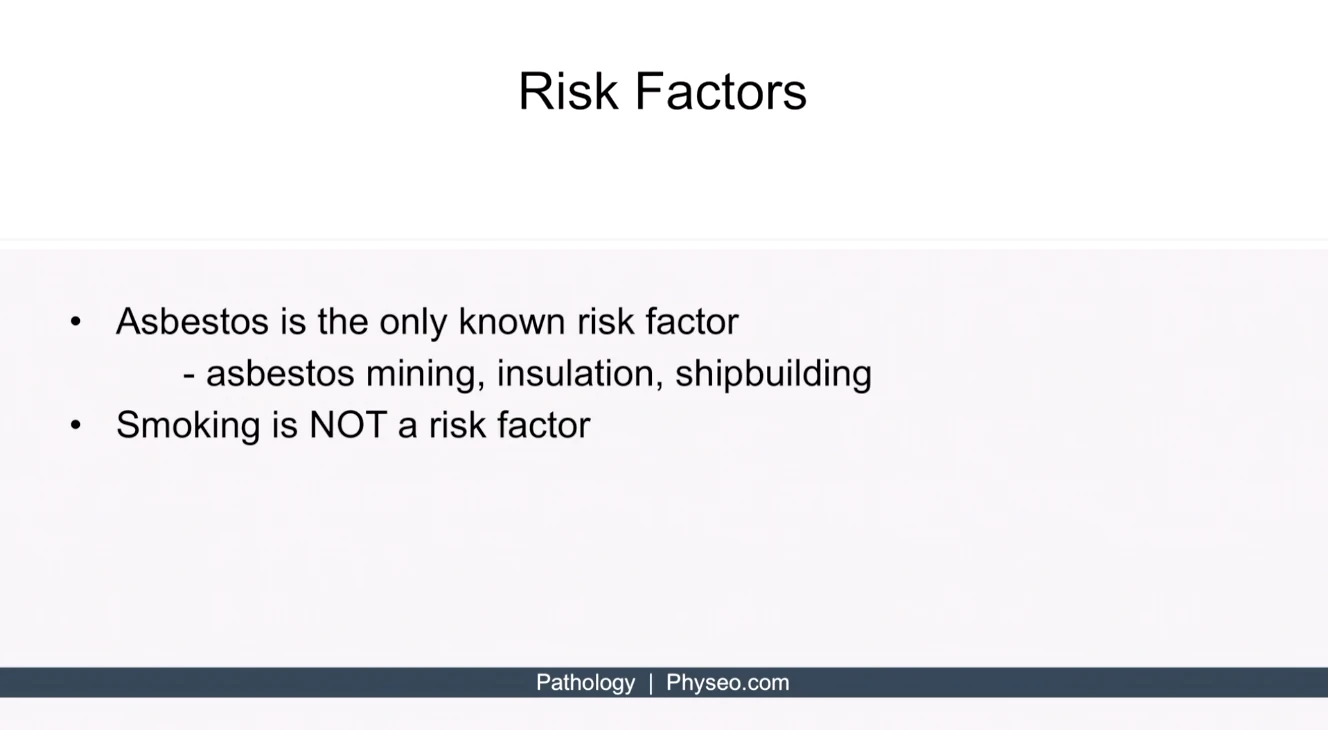 Risk Factors
• Asbestos is the only known risk factor
- asbestos mining, insulation, shipbuilding
• Smoking is NOT a risk factor
Pathology | Physeo.com